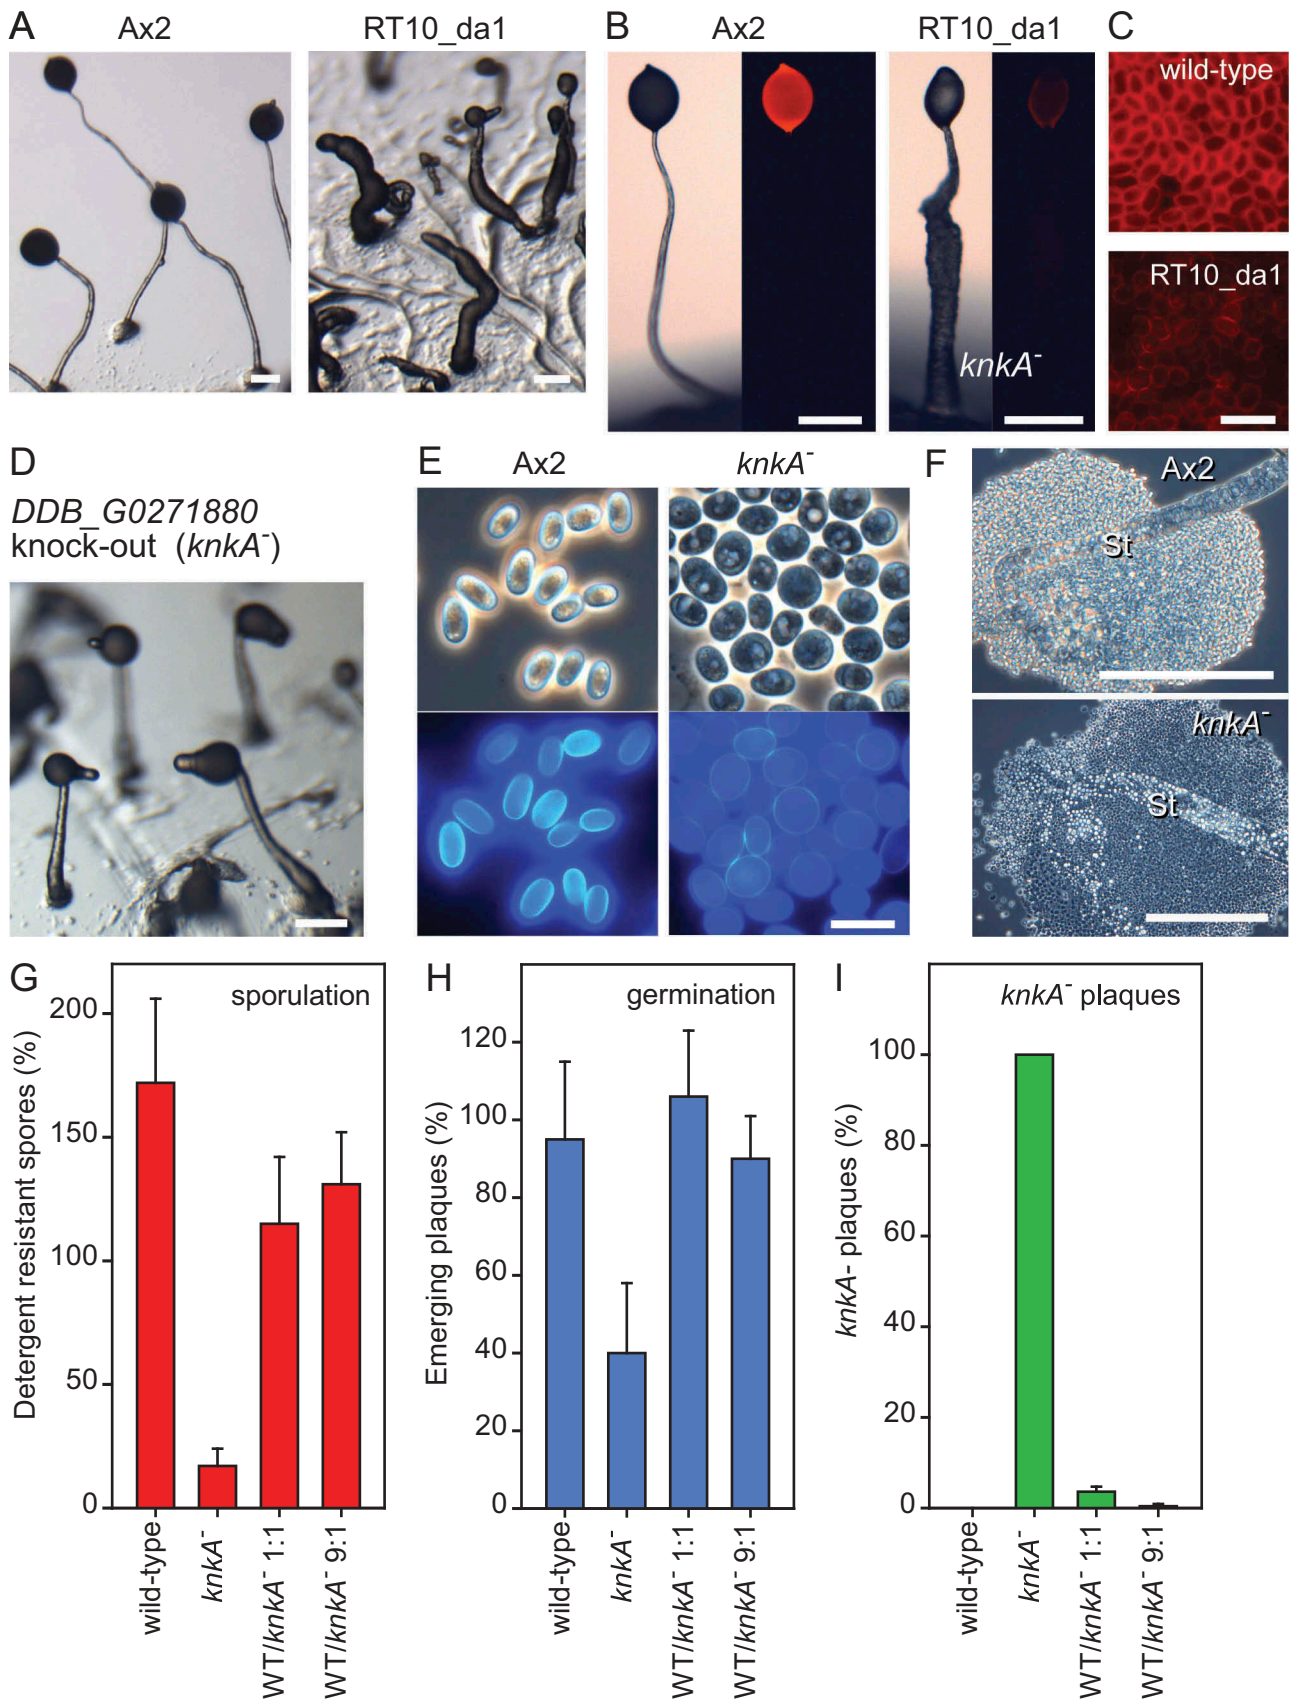 A Ax2 RT10_da1
B Ax2 RT10_da1
knkA⁻
C wild-type
RT10_da1
D
DDB_G0271880
knock-out (knkA⁻)
E Ax2 knkA⁻
F Ax2
St
knkA⁻
St
G
sporulation
Detergent resistant spores (%)
200
150
100
50
0
wild-type
knkA⁻
WT/knkA⁻ 1:1
WT/knkA⁻ 9:1
H
germination
Emerging plaques (%)
120
100
80
60
40
20
0
wild-type
knkA⁻
WT/knkA⁻ 1:1
WT/knkA⁻ 9:1
I
knkA⁻ plaques
knkA- plaques (%)
100
80
60
40
20
0
wild-type
knkA⁻
WT/knkA⁻ 1:1
WT/knkA⁻ 9:1